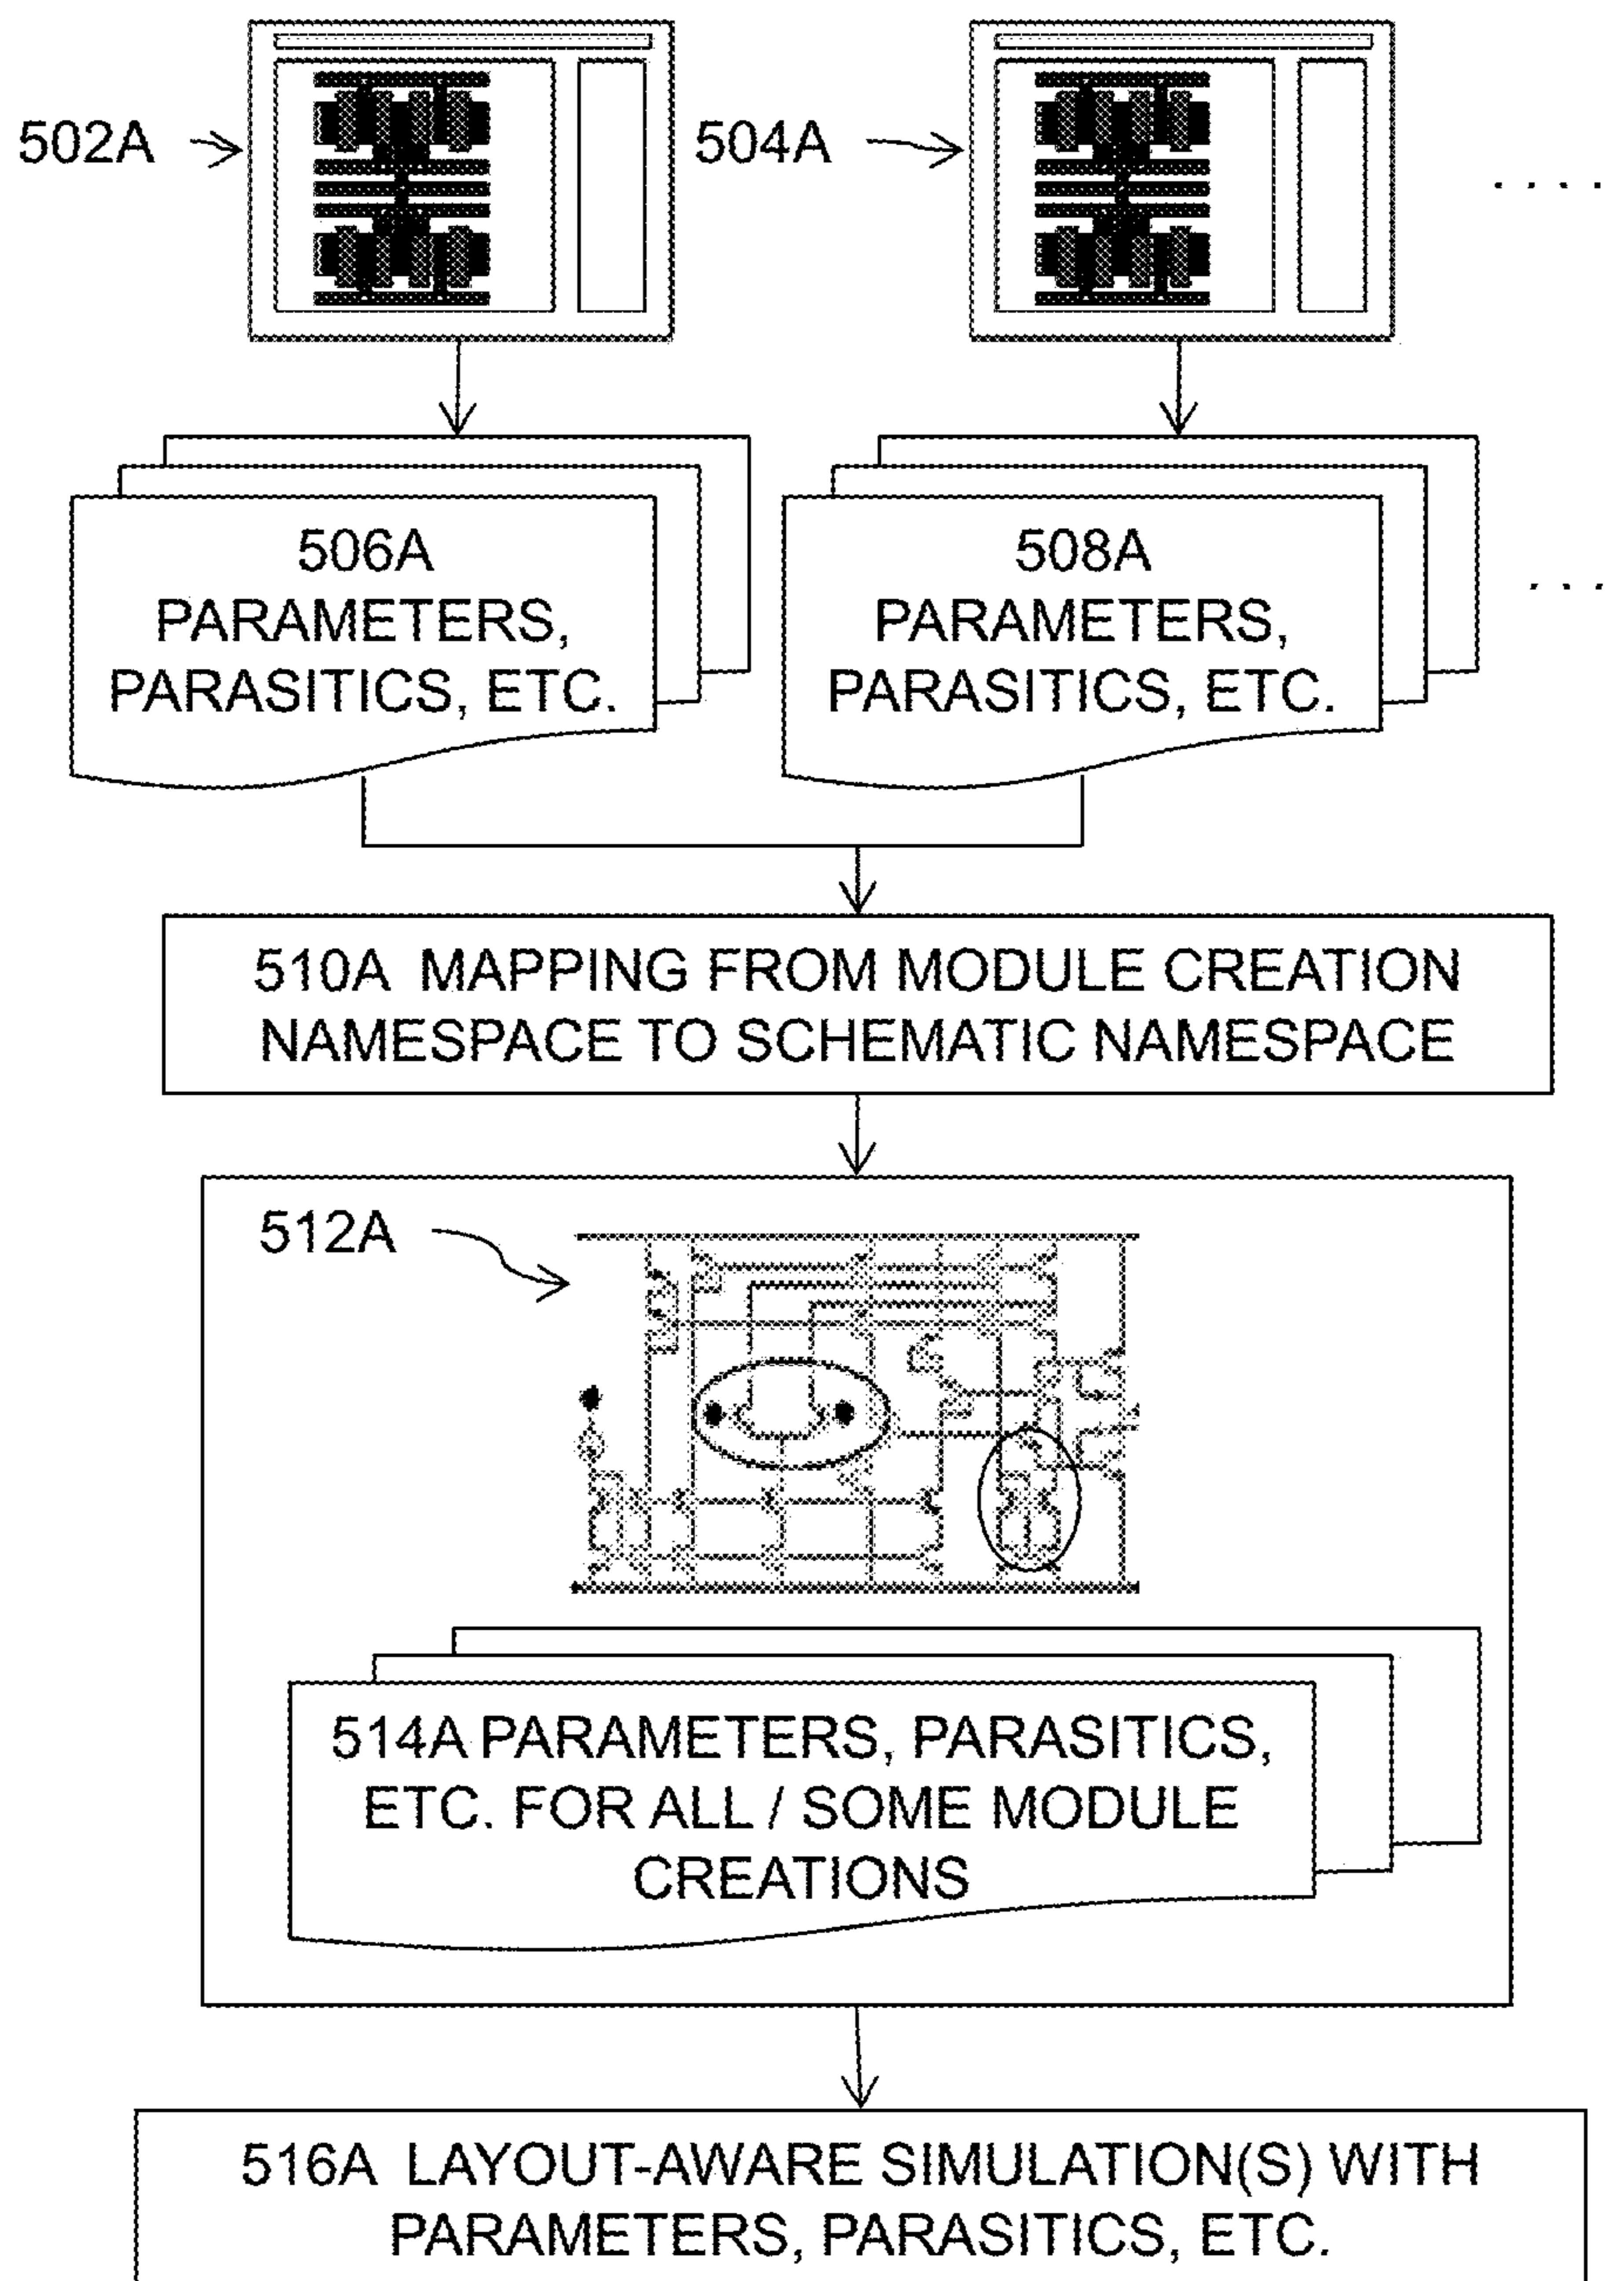 502A
504A
. . . .
506A
PARAMETERS,
PARASITICS, ETC.
508A
PARAMETERS,
PARASITICS, ETC.
. . .
510A MAPPING FROM MODULE CREATION
NAMESPACE TO SCHEMATIC NAMESPACE
512A
514A PARAMETERS, PARASITICS,
ETC. FOR ALL / SOME MODULE
CREATIONS
516A LAYOUT-AWARE SIMULATION(S) WITH
PARAMETERS, PARASITICS, ETC.